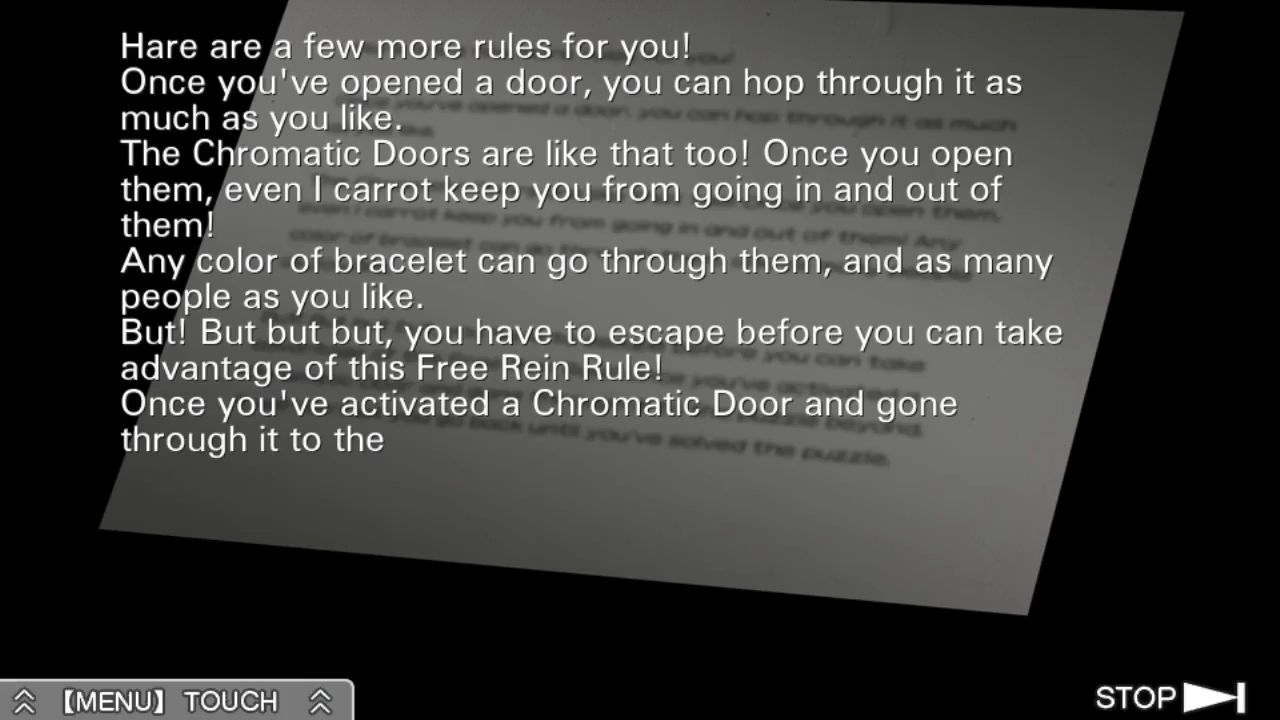 Hare are a few more rules for you!
Once you've opened a door, you can hop through it as
much as you like.
The Chromatic Doors are like that too! Once you open
them, even I carrot keep you from going in and out of
them!
Any color of bracelet can go through them, and as many
people as you like.
But! But but but, you have to escape before you can take
advantage of this Free Rein Rule!
Once you've activated a Chromatic Door and gone
through it to the
【MENU】 TOUCH
STOP